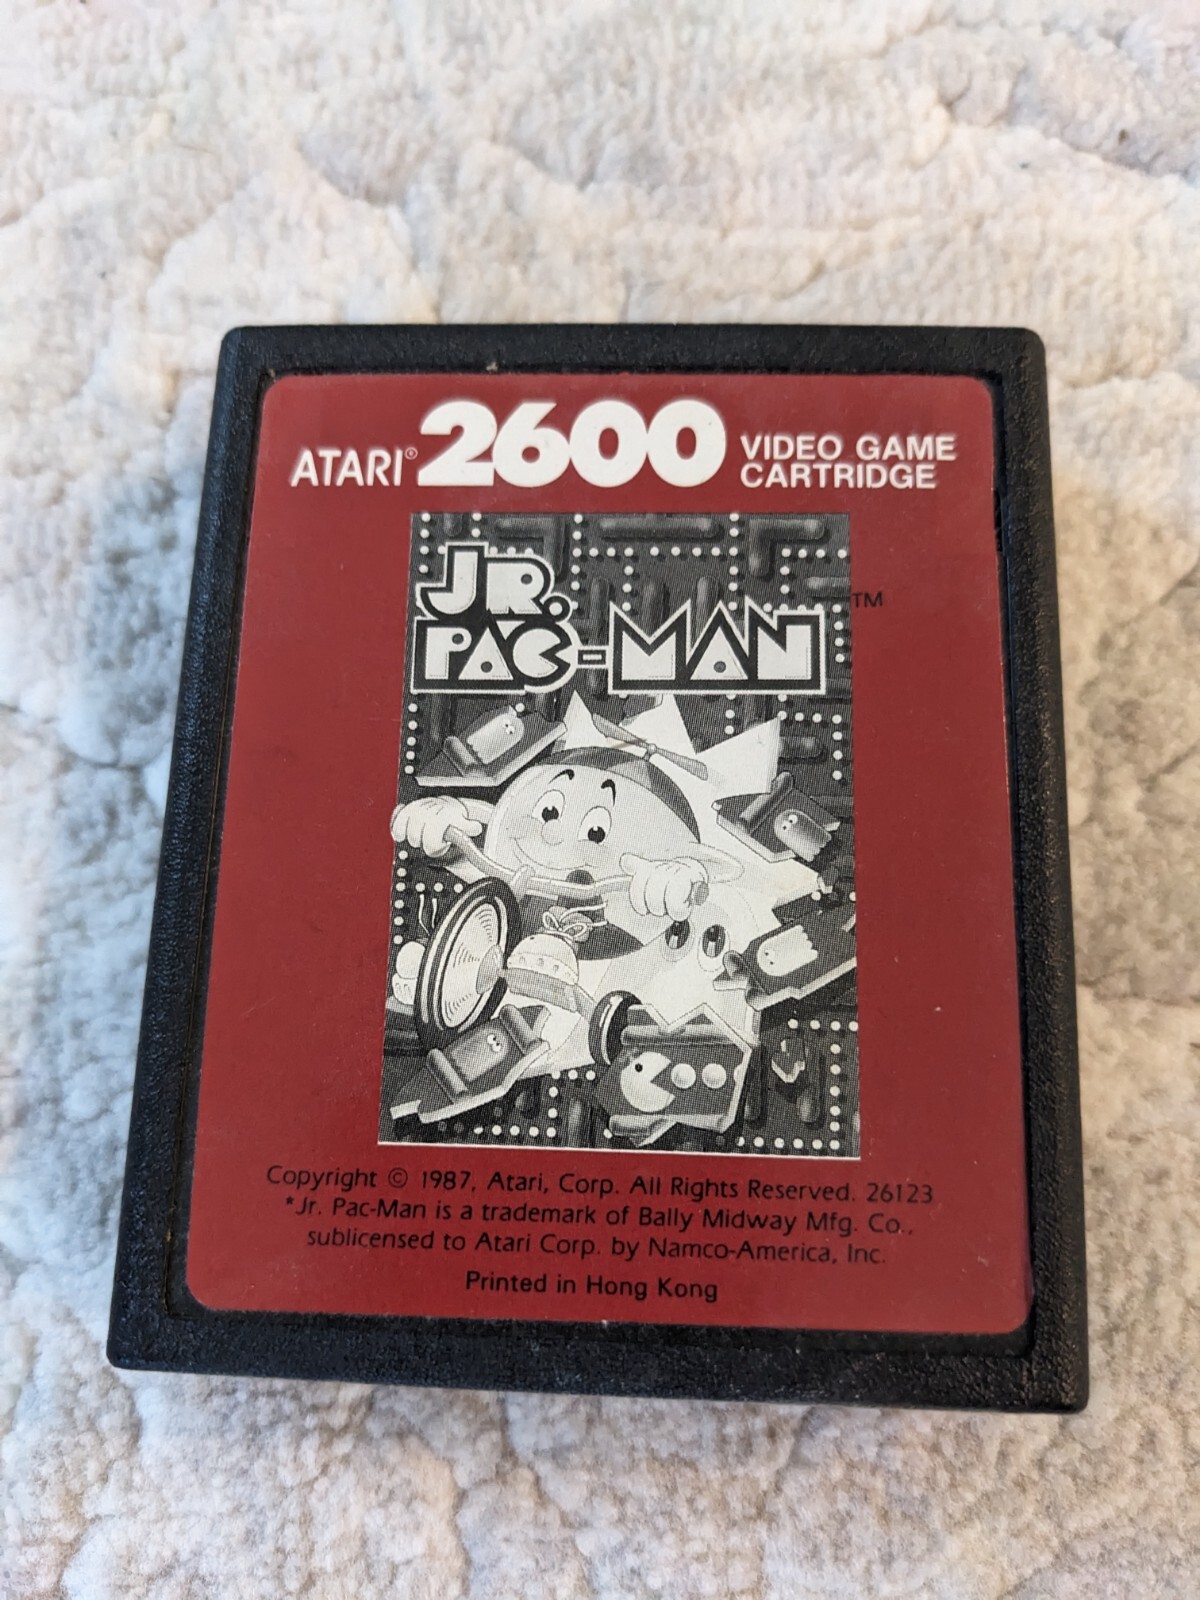 ATARI® 2600 VIDEO GAME
CARTRIDGE
JR.
PAC-MAN TM
Copyright © 1987, Atari, Corp. All Rights Reserved. 26123
*Jr. Pac-Man is a trademark of Bally Midway Mfg. Co.,
sublicensed to Atari Corp. by Namco-America, Inc.
Printed in Hong Kong